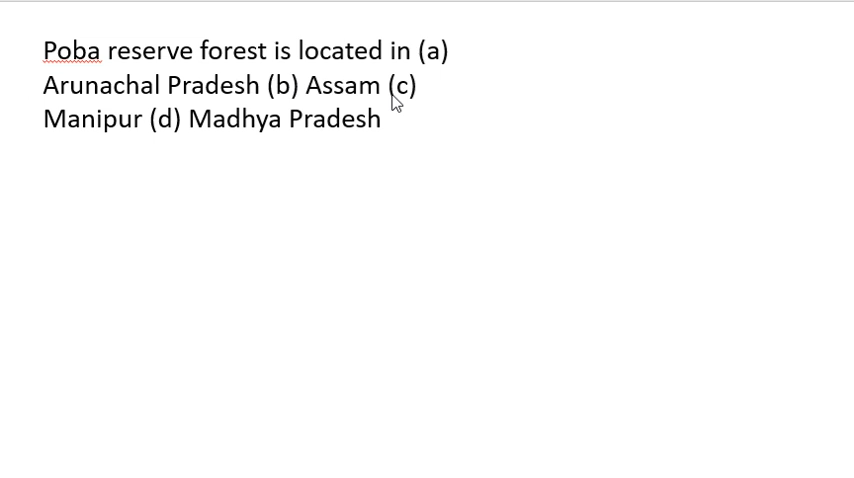 Poba reserve forest is located in (a)
Arunachal Pradesh (b) Assam (c)
Manipur (d) Madhya Pradesh